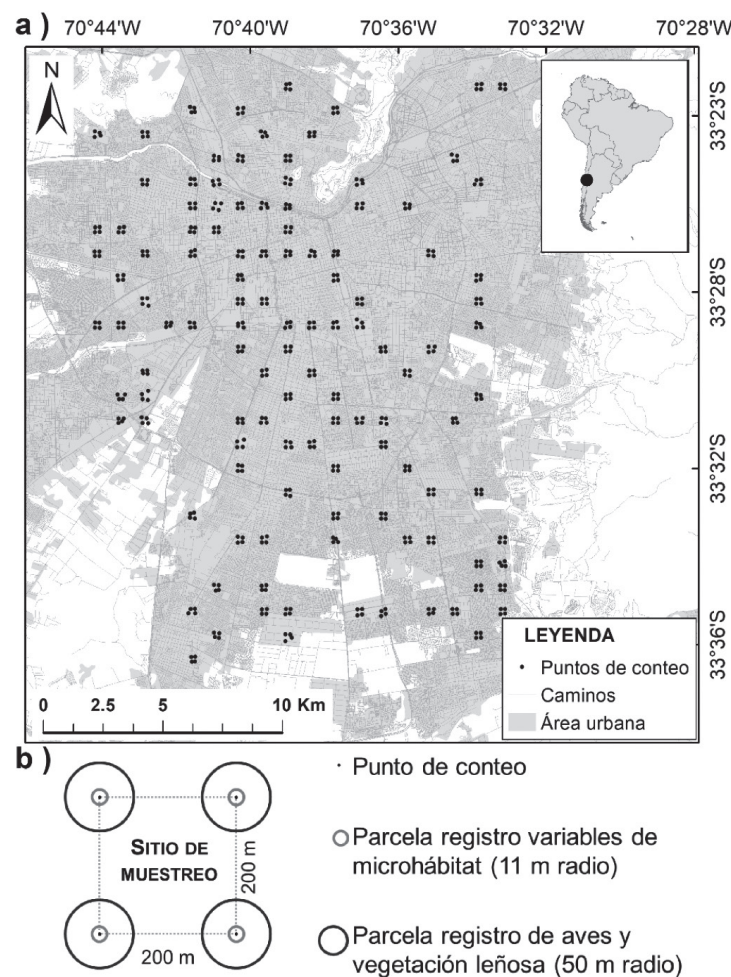 a )
70°44'W 70°40'W 70°36'W 70°32'W 70°28'W
N
33°23'S
33°28'S
33°32'S
33°36'S
LEYENDA
Puntos de conteo
Caminos
Área urbana
0 2.5 5 10 Km
b )
SITIO DE
MUESTREO
200 m
200 m
Punto de conteo
Parcela registro variables de
microhábitat (11 m radio)
Parcela registro de aves y
vegetación leñosa (50 m radio)